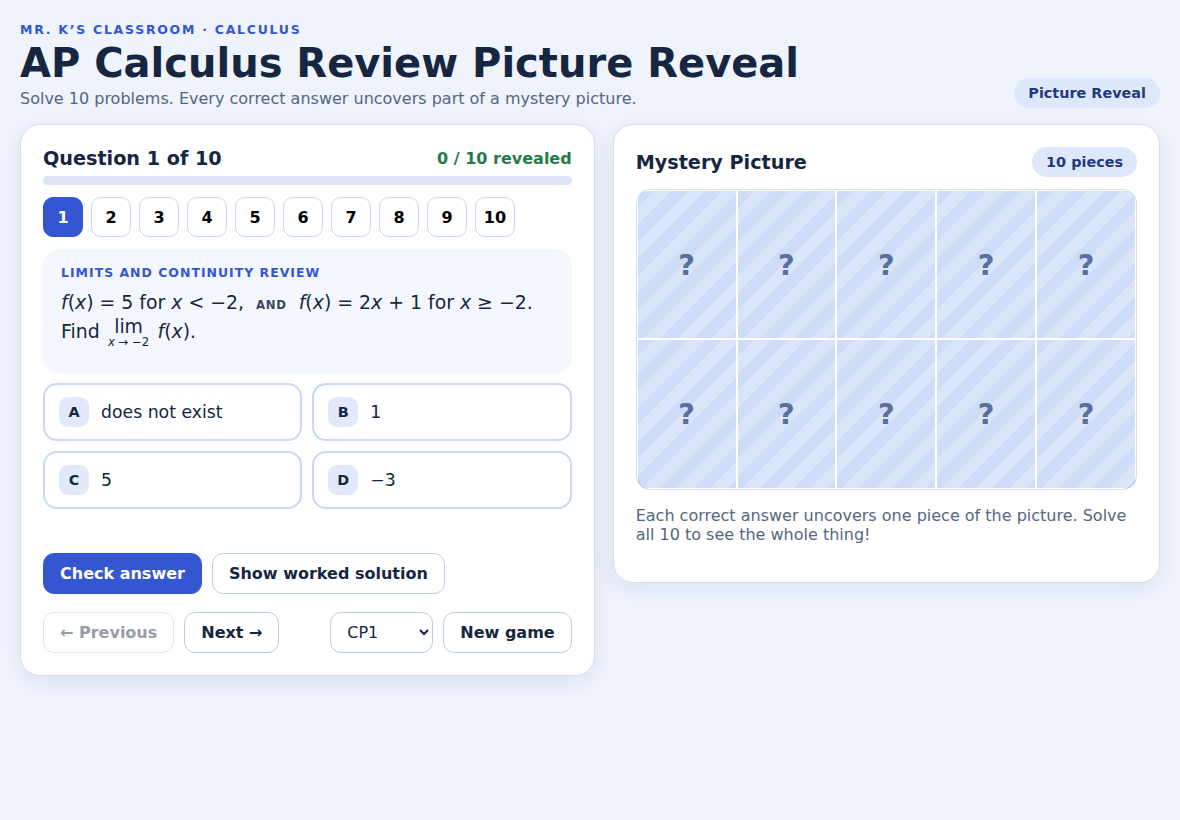 MR. K’S CLASSROOM · CALCULUS
AP Calculus Review Picture Reveal
Solve 10 problems. Every correct answer uncovers part of a mystery picture.
Picture Reveal
Question 1 of 10
0 / 10 revealed
1 2 3 4 5 6 7 8 9 10
LIMITS AND CONTINUITY REVIEW
f(x) = 5 for x < −2, AND f(x) = 2x + 1 for x ≥ −2.
Find lim x → −2 f(x).
A does not exist
B 1
C 5
D −3
Check answer
Show worked solution
← Previous
Next →
CP1
New game
Mystery Picture
10 pieces
? ? ? ? ?
? ? ? ? ?
Each correct answer uncovers one piece of the picture. Solve
all 10 to see the whole thing!